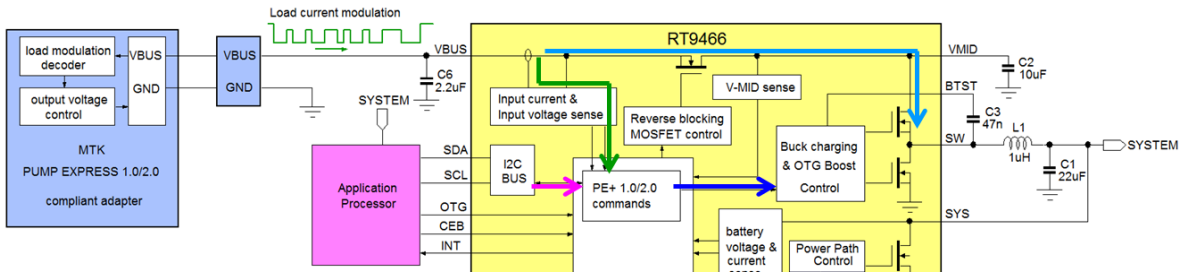 Load current modulation
load modulation
decoder
output voltage
control
VBUS
GND
MTK
PUMP EXPRESS 1.0/2.0
compliant adapter
VBUS
GND
VBUS
C6
2.2uF
SYSTEM
RT9466
Input current &
Input voltage sense
Reverse blocking
MOSFET control
V-MID sense
Buck charging
& OTG Boost
Control
VMID
C2
10uF
BTST
C3
47n
SW
L1
1uH
C1
22uF
SYSTEM
Application
Processor
SDA
SCL
OTG
CEB
INT
I2C
BUS
PE+ 1.0/2.0
commands
battery
voltage &
current
SYS
Power Path
Control